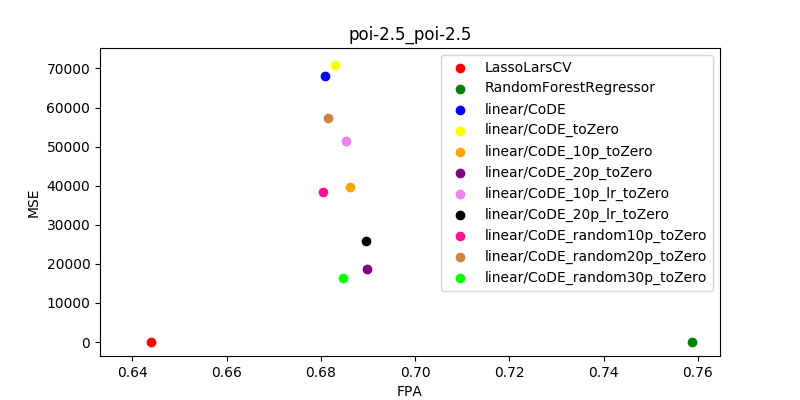 poi-2.5_poi-2.5
70000
60000
50000
40000
30000
20000
10000
0
MSE
LassoLarsCV
RandomForestRegressor
linear/CoDE
linear/CoDE_toZero
linear/CoDE_10p_toZero
linear/CoDE_20p_toZero
linear/CoDE_10p_lr_toZero
linear/CoDE_20p_lr_toZero
linear/CoDE_random10p_toZero
linear/CoDE_random20p_toZero
linear/CoDE_random30p_toZero
0.64 0.66 0.68 0.70 0.72 0.74 0.76
FPA